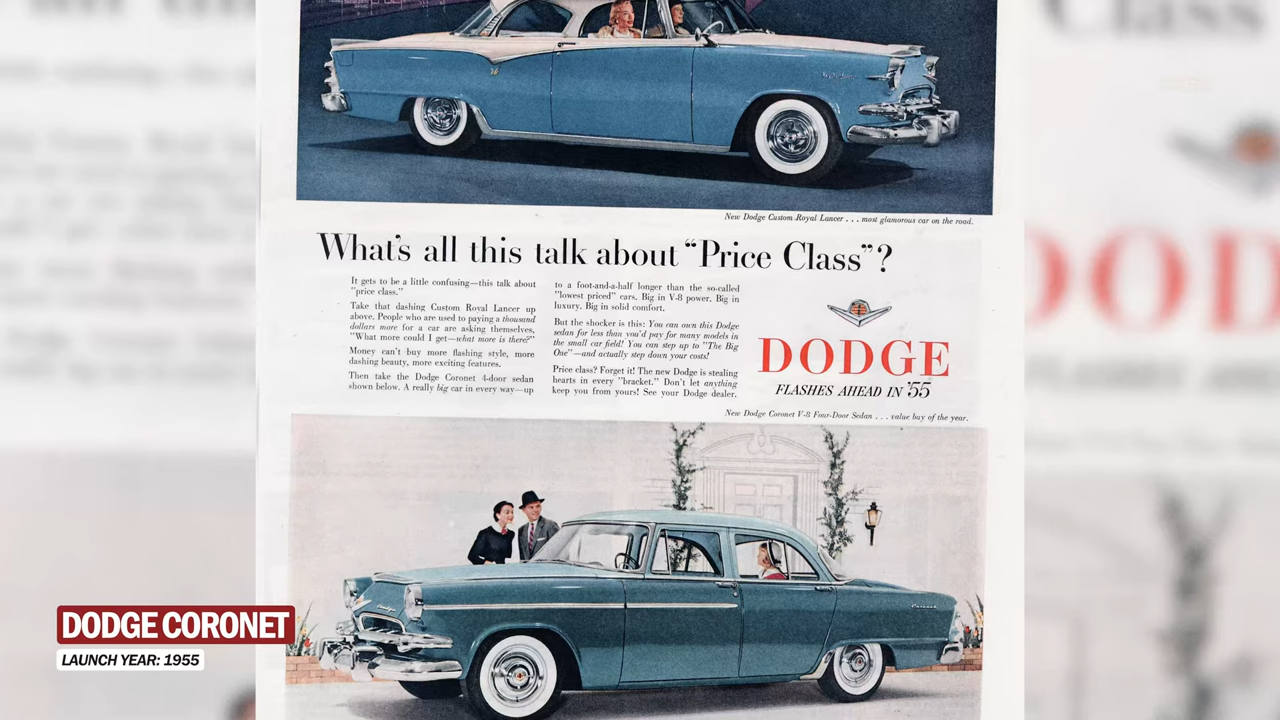 New Dodge Custom Royal Lancer . . . most glamorous car on the road.
What's all this talk about "Price Class"?
It gets to be a little confusing—this talk about
"price class."
Take that dashing Custom Royal Lancer up
above. People who are used to paying a thousand
dollars more for a car are asking themselves,
"What more could I get—what more is there?"
Money can't buy more flashing style, more
dashing beauty, more exciting features.
Then take the Dodge Coronet 4-door sedan
shown below. A really big car in every way—up
to a foot-and-a-half longer than the so-called
"lowest priced" cars. Big in V-8 power. Big in
luxury. Big in solid comfort.
But the shocker is this: You can own this Dodge
sedan for less than you'd pay for many models in
the small car field! You can step up to "The Big
One"—and actually step down your costs!
Price class? Forget it! The new Dodge is stealing
hearts in every "bracket." Don't let anything
keep you from yours! See your Dodge dealer.
DODGE
FLASHES AHEAD IN '55
New Dodge Coronet V-8 Four-Door Sedan . . . value buy of the year.
Dodge
Coronet
DODGE CORONET
LAUNCH YEAR: 1955